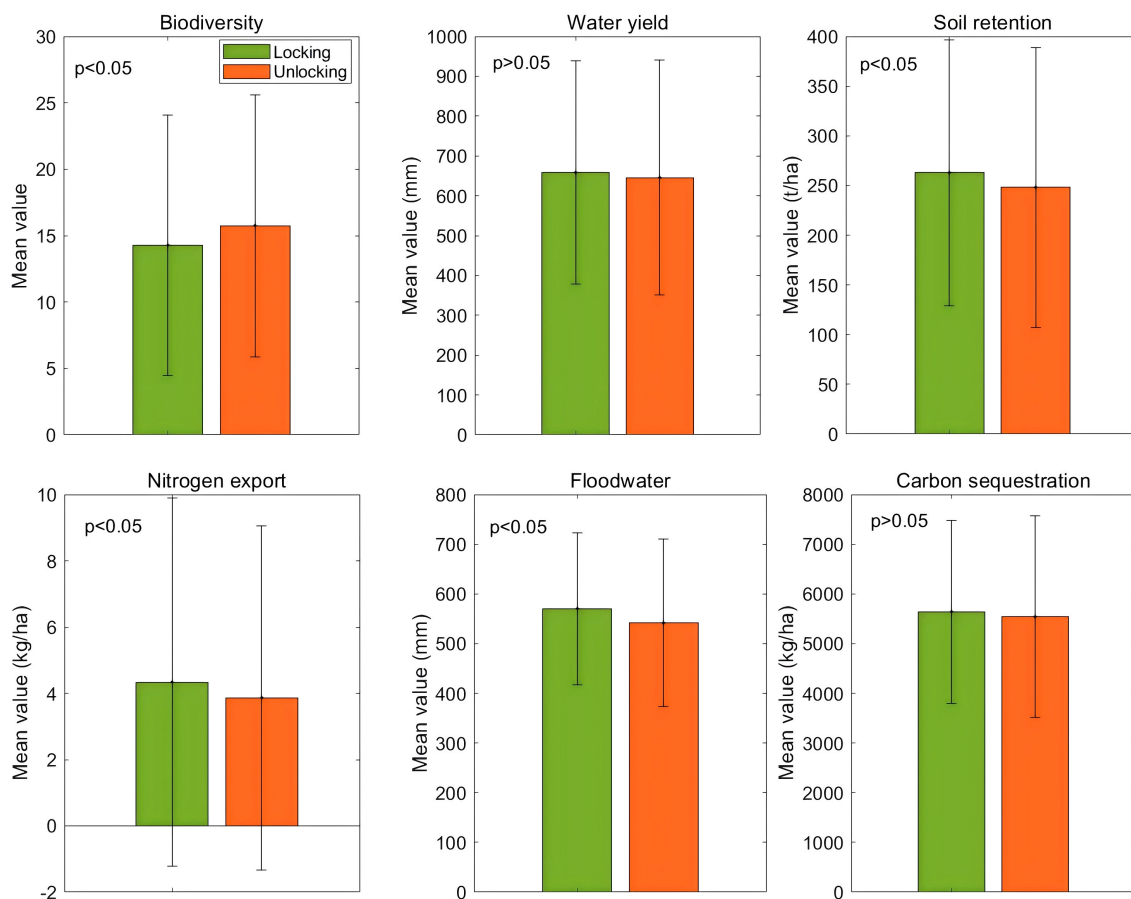 Biodiversity
30
25
20
15
10
5
0
Mean value
p<0.05
Locking
Unlocking
Water yield
1000
900
800
700
600
500
400
300
200
100
0
Mean value (mm)
p>0.05
Soil retention
400
350
300
250
200
150
100
50
0
Mean value (t/ha)
p<0.05
Nitrogen export
10
8
6
4
2
0
-2
Mean value (kg/ha)
p<0.05
Floodwater
800
700
600
500
400
300
200
100
0
Mean value (mm)
p<0.05
Carbon sequestration
8000
7000
6000
5000
4000
3000
2000
1000
0
Mean value (kg/ha)
p>0.05